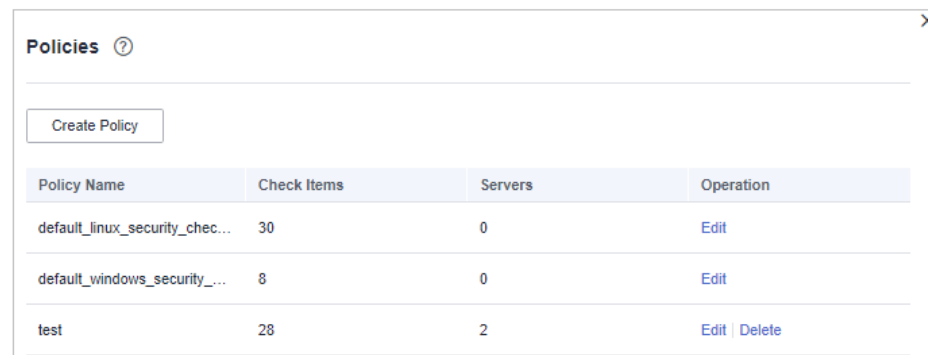 Policies ?
Create Policy
Policy Name Check Items Servers Operation
default_linux_security_chec... 30 0 Edit
default_windows_security_... 8 0 Edit
test 28 2 Edit | Delete